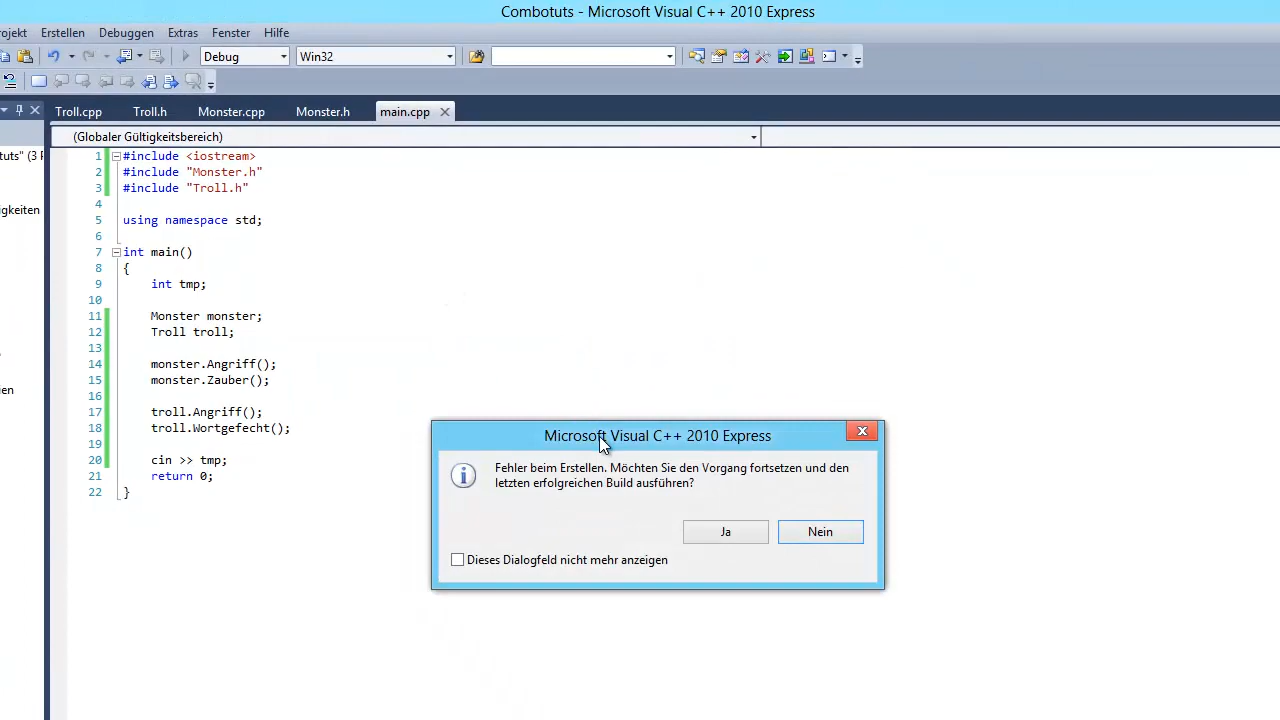 Combotuts - Microsoft Visual C++ 2010 Express
rojekt Erstellen Debuggen Extras Fenster Hilfe
Debug Win32
Troll.cpp Troll.h Monster.cpp Monster.h main.cpp
(Globaler Gültigkeitsbereich)
tuts" (3 P
igkeiten
ien
1 #include <iostream>
2 #include "Monster.h"
3 #include "Troll.h"
4
5 using namespace std;
6
7 int main()
8 {
9 int tmp;
10
11 Monster monster;
12 Troll troll;
13
14 monster.Angriff();
15 monster.Zauber();
16
17 troll.Angriff();
18 troll.Wortgefecht();
19
20 cin >> tmp;
21 return 0;
22 }
Microsoft Visual C++ 2010 Express
Fehler beim Erstellen. Möchten Sie den Vorgang fortsetzen und den
letzten erfolgreichen Build ausführen?
Ja Nein
Dieses Dialogfeld nicht mehr anzeigen